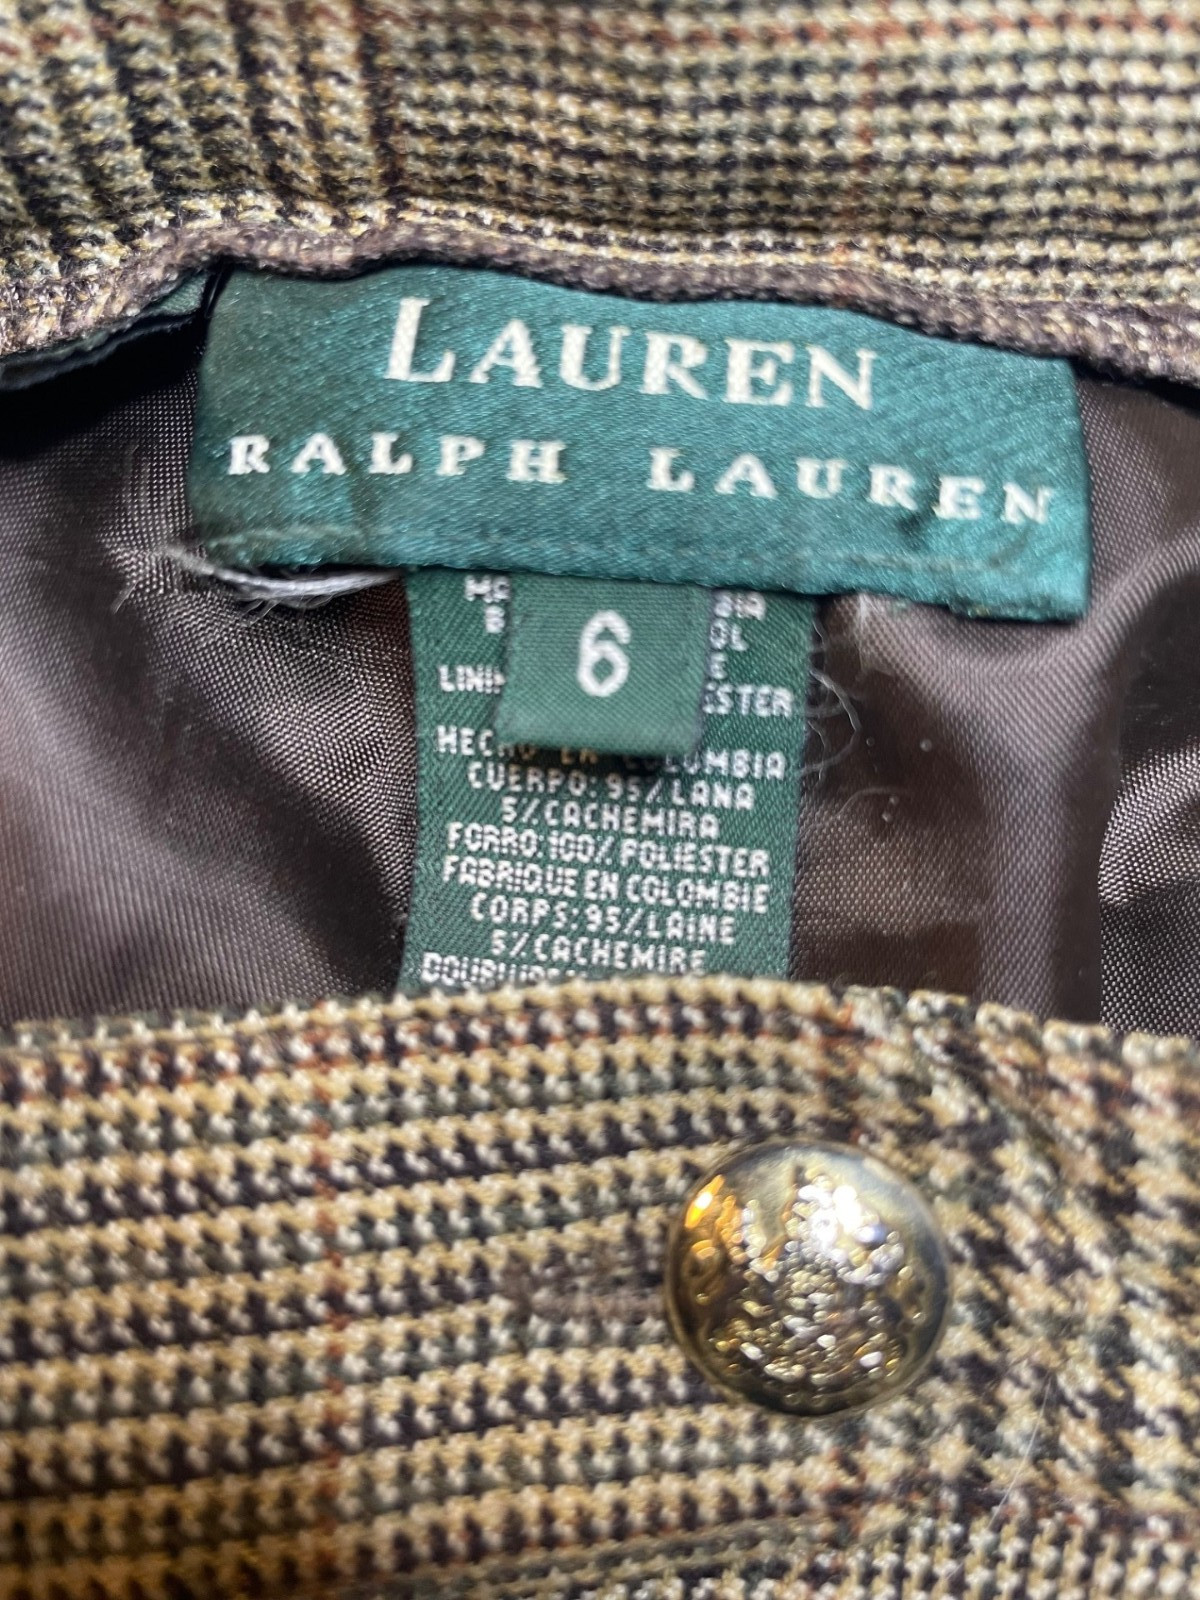 LAUREN
RALPH LAUREN
6
HECHO EN COLOMBIA
CUERPO: 95% LANA
5% CACHEMIRA
FORRO: 100% POLIESTER
FABRIQUE EN COLOMBIE
CORPS: 95% LAINE
5% CACHEMIRE